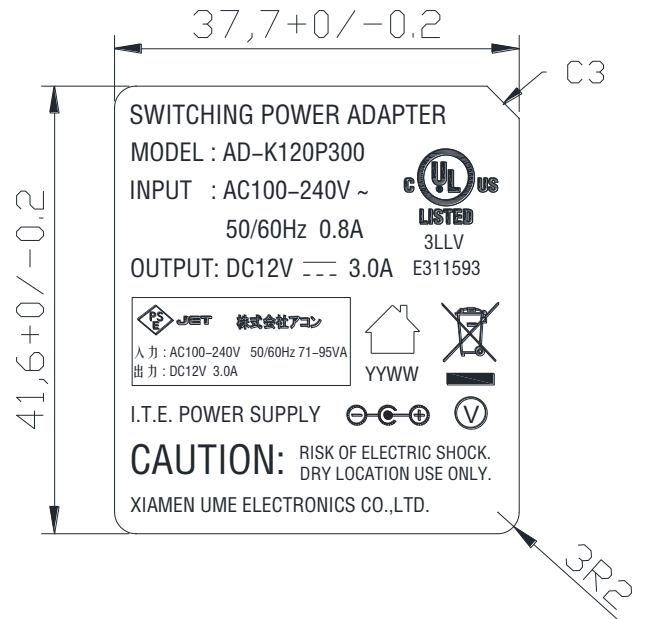 37,7+0/-0.2
C3
41,6+0/-0.2
SWITCHING POWER ADAPTER
MODEL : AD-K120P300
INPUT : AC100-240V ~
50/60Hz 0.8A
OUTPUT: DC12V ⎓ 3.0A
C UL US
LISTED
3LLV
E311593
PSE JET 株式会社アコン
入力 : AC100-240V 50/60Hz 71-95VA
出力 : DC12V 3.0A
YYWW
I.T.E. POWER SUPPLY
V
CAUTION: RISK OF ELECTRIC SHOCK.
DRY LOCATION USE ONLY.
XIAMEN UME ELECTRONICS CO.,LTD.
3R2